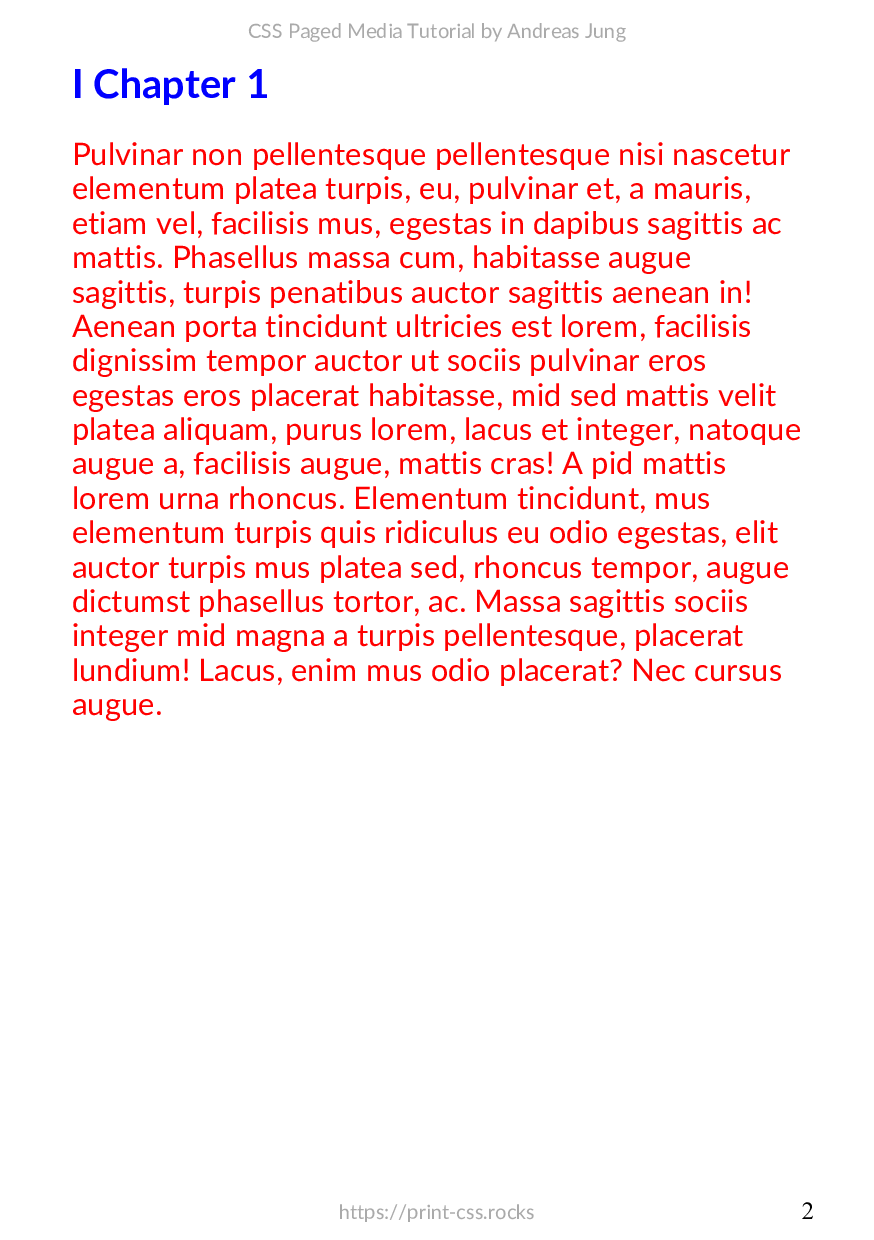 CSS Paged Media Tutorial by Andreas Jung
I Chapter 1
Pulvinar non pellentesque pellentesque nisi nascetur
elementum platea turpis, eu, pulvinar et, a mauris,
etiam vel, facilisis mus, egestas in dapibus sagittis ac
mattis. Phasellus massa cum, habitasse augue
sagittis, turpis penatibus auctor sagittis aenean in!
Aenean porta tincidunt ultricies est lorem, facilisis
dignissim tempor auctor ut sociis pulvinar eros
egestas eros placerat habitasse, mid sed mattis velit
platea aliquam, purus lorem, lacus et integer, natoque
augue a, facilisis augue, mattis cras! A pid mattis
lorem urna rhoncus. Elementum tincidunt, mus
elementum turpis quis ridiculus eu odio egestas, elit
auctor turpis mus platea sed, rhoncus tempor, augue
dictumst phasellus tortor, ac. Massa sagittis sociis
integer mid magna a turpis pellentesque, placerat
lundium! Lacus, enim mus odio placerat? Nec cursus
augue.
https://print-css.rocks 2